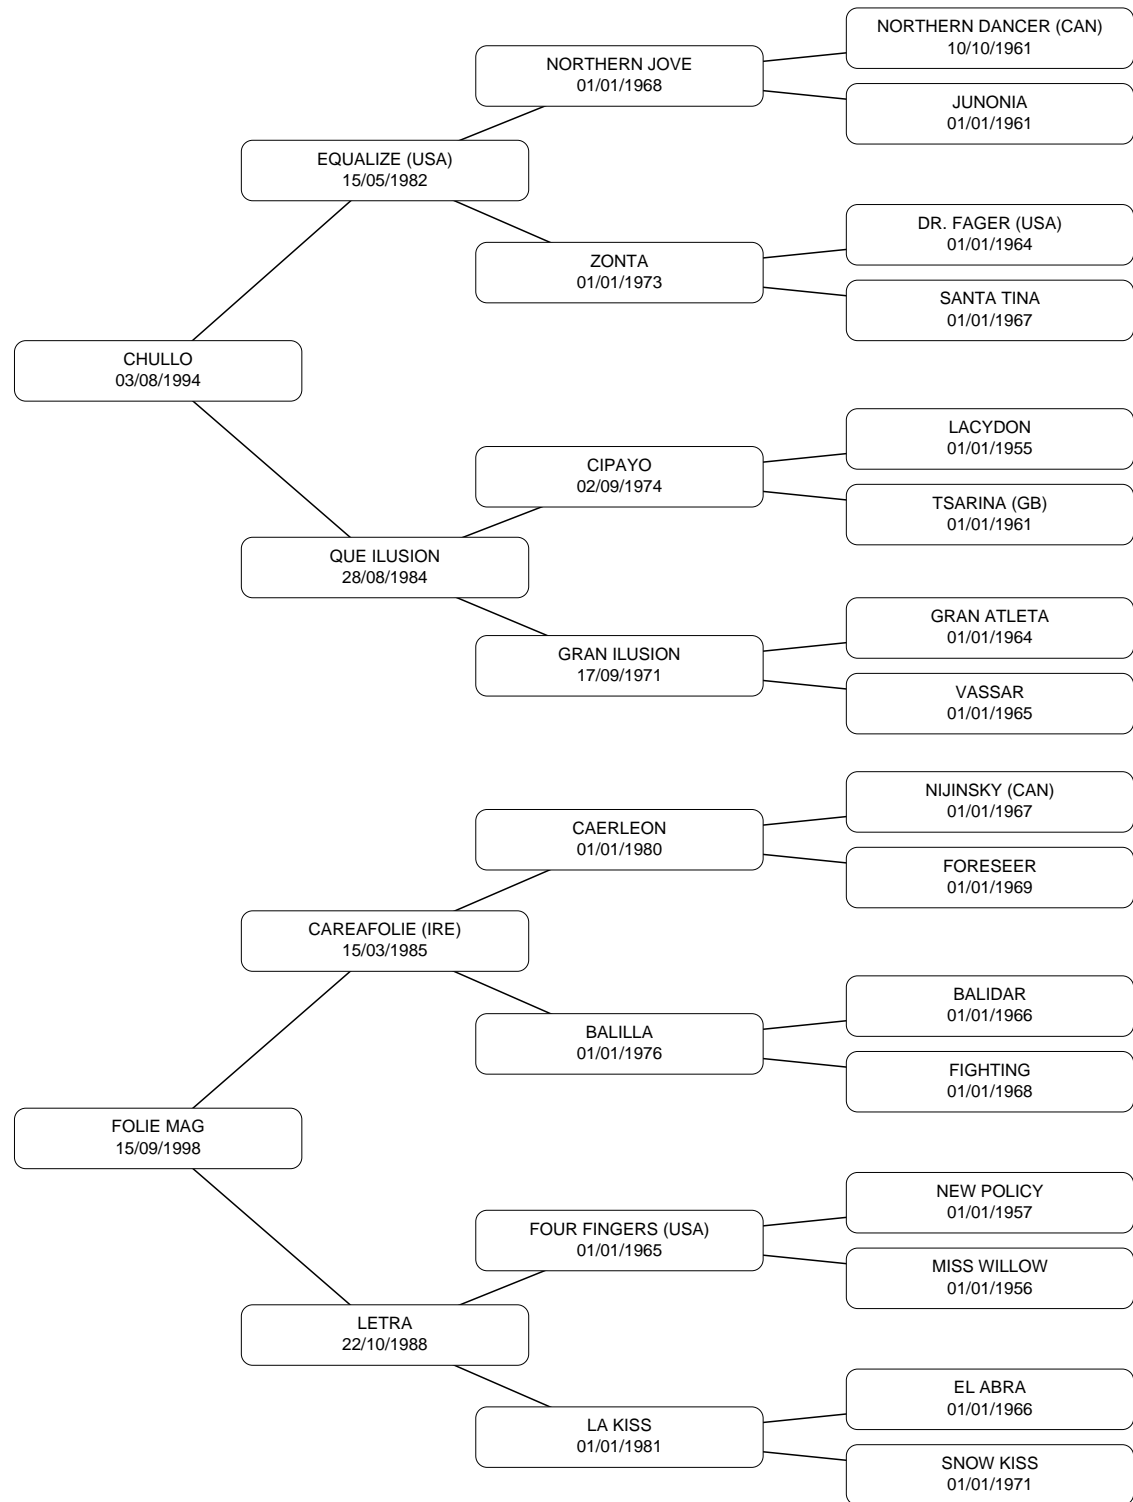 NORTHERN DANCER (CAN)
10/10/1961
NORTHERN JOVE
01/01/1968
JUNONIA
01/01/1961
EQUALIZE (USA)
15/05/1982
DR. FAGER (USA)
01/01/1964
ZONTA
01/01/1973
SANTA TINA
01/01/1967
CHULLO
03/08/1994
LACYDON
01/01/1955
CIPAYO
02/09/1974
TSARINA (GB)
01/01/1961
QUE ILUSION
28/08/1984
GRAN ATLETA
01/01/1964
GRAN ILUSION
17/09/1971
VASSAR
01/01/1965
NIJINSKY (CAN)
01/01/1967
CAERLEON
01/01/1980
FORESEER
01/01/1969
CAREAFOLIE (IRE)
15/03/1985
BALIDAR
01/01/1966
BALILLA
01/01/1976
FIGHTING
01/01/1968
FOLIE MAG
15/09/1998
NEW POLICY
01/01/1957
FOUR FINGERS (USA)
01/01/1965
MISS WILLOW
01/01/1956
LETRA
22/10/1988
EL ABRA
01/01/1966
LA KISS
01/01/1981
SNOW KISS
01/01/1971